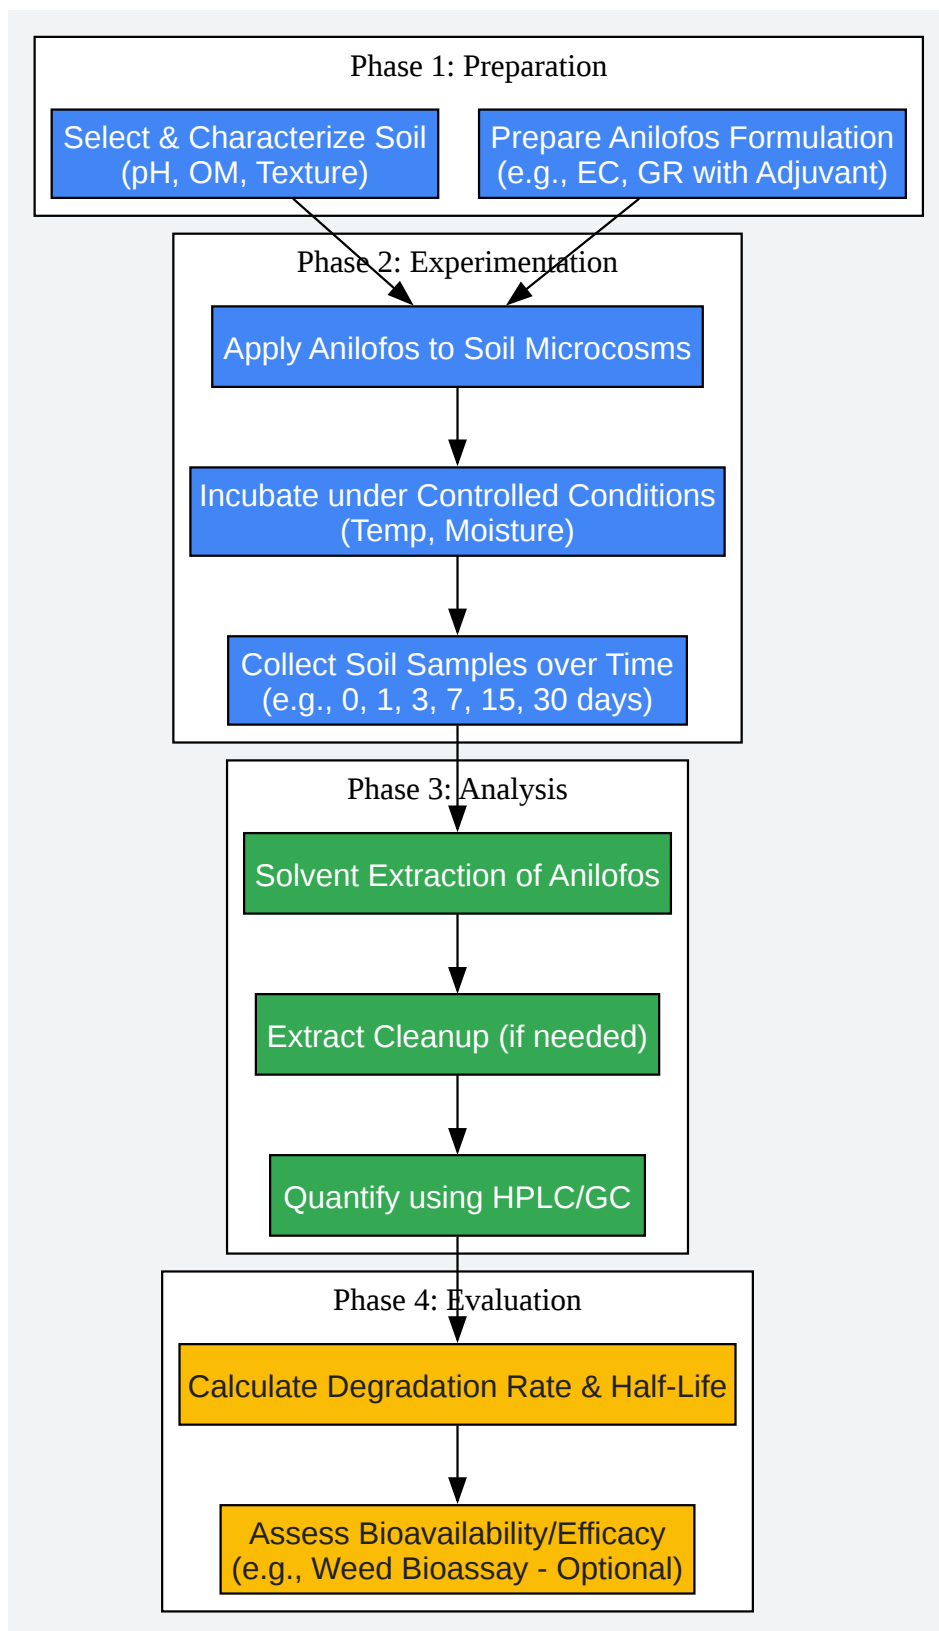 Phase 1: Preparation
Select & Characterize Soil
(pH, OM, Texture)
Prepare Anilofos Formulation
(e.g., EC, GR with Adjuvant)
Phase 2: Experimentation
Apply Anilofos to Soil Microcosms
Incubate under Controlled Conditions
(Temp, Moisture)
Collect Soil Samples over Time
(e.g., 0, 1, 3, 7, 15, 30 days)
Phase 3: Analysis
Solvent Extraction of Anilofos
Extract Cleanup (if needed)
Quantify using HPLC/GC
Phase 4: Evaluation
Calculate Degradation Rate & Half-Life
Assess Bioavailability/Efficacy
(e.g., Weed Bioassay - Optional)